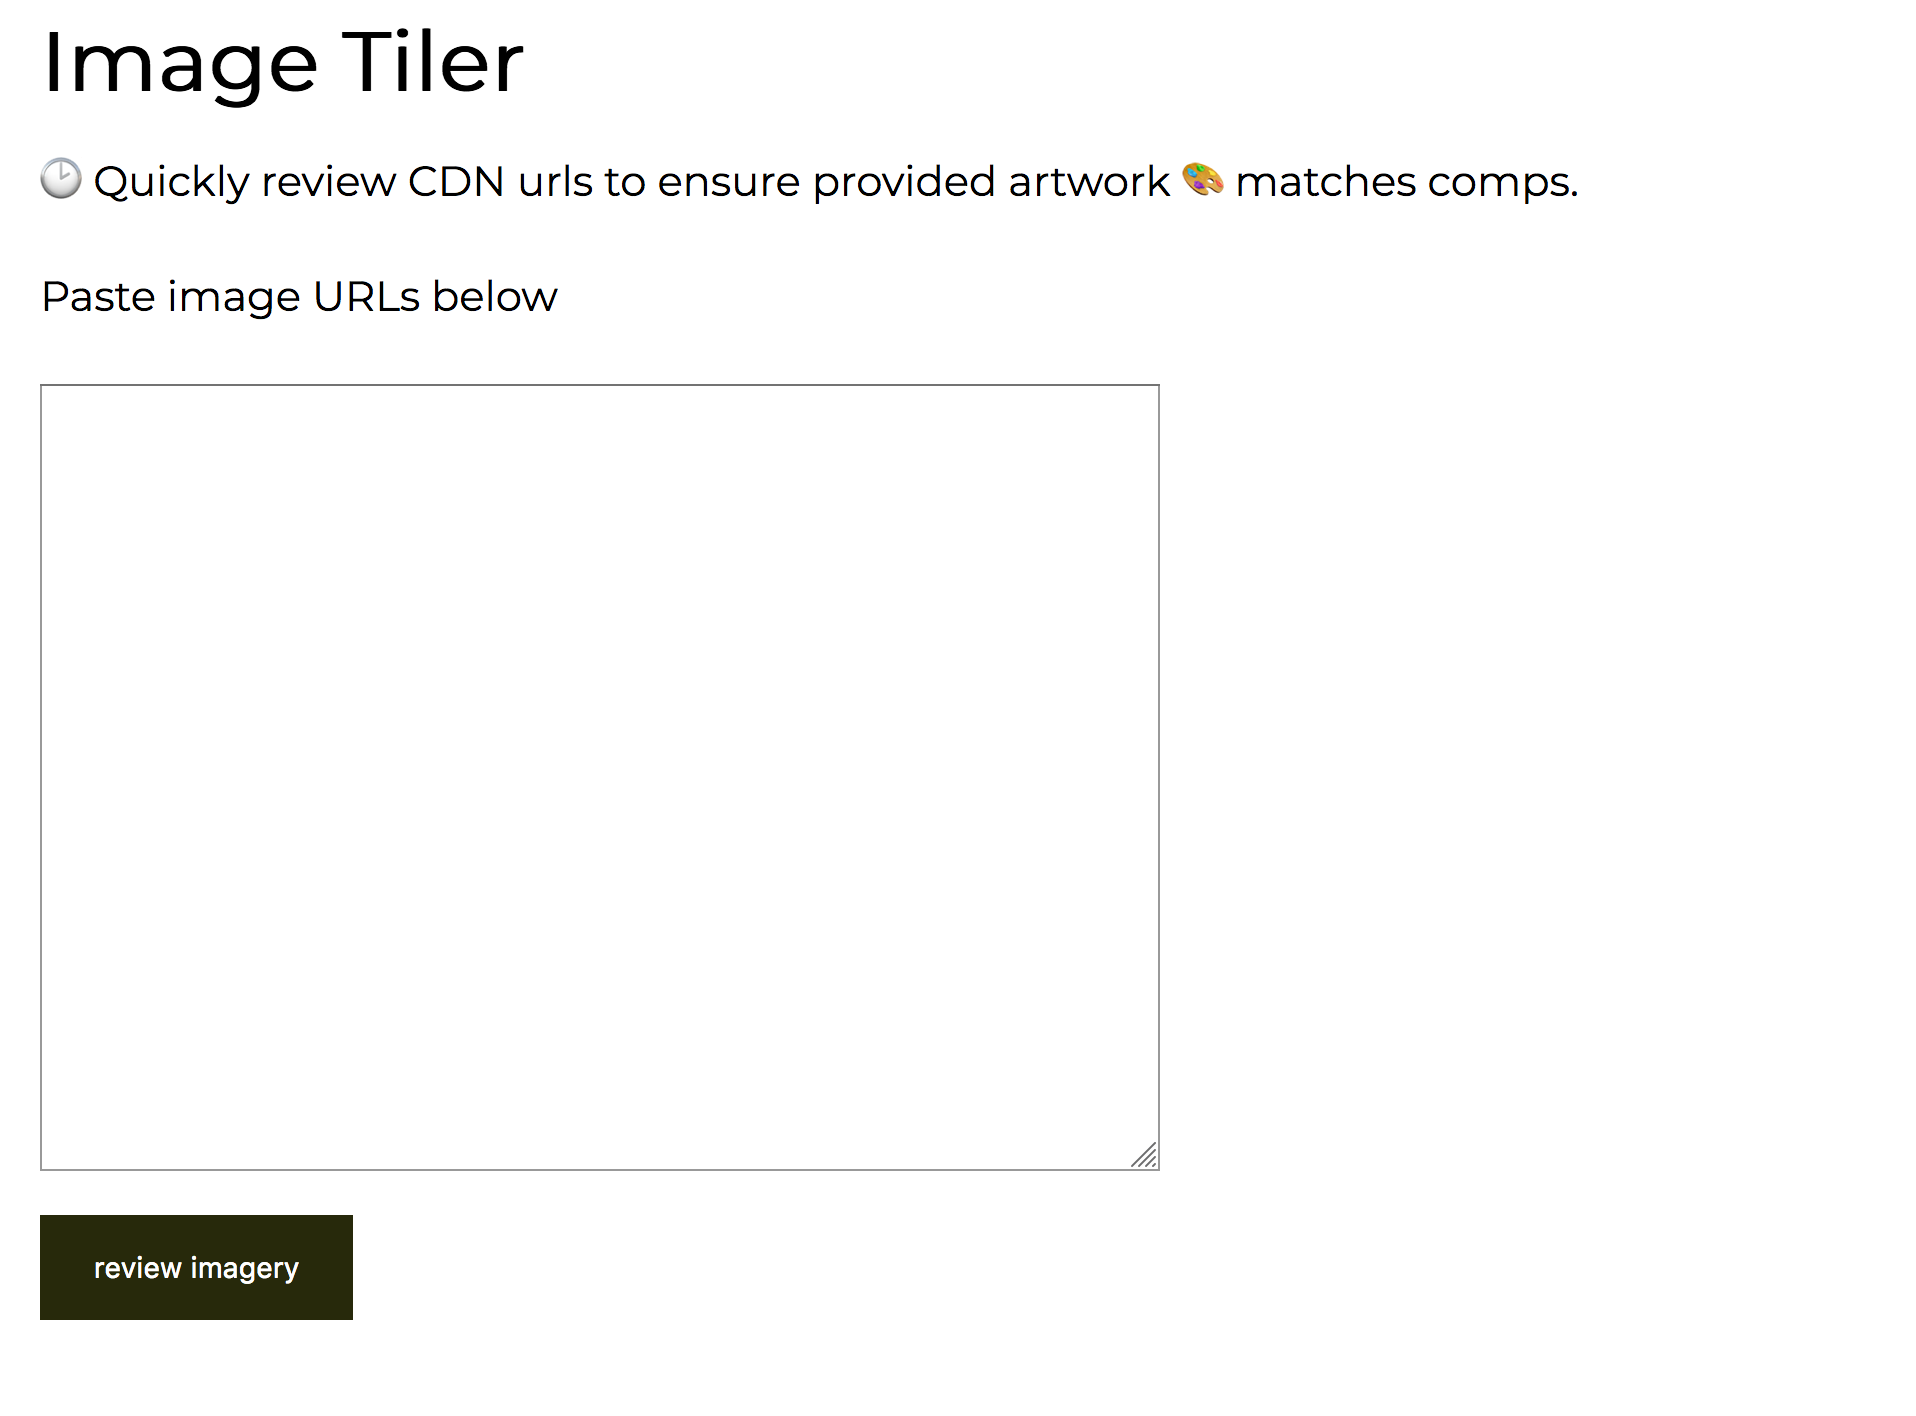 Image Tiler
🕑 Quickly review CDN urls to ensure provided artwork 🎨 matches comps.
Paste image URLs below
review imagery